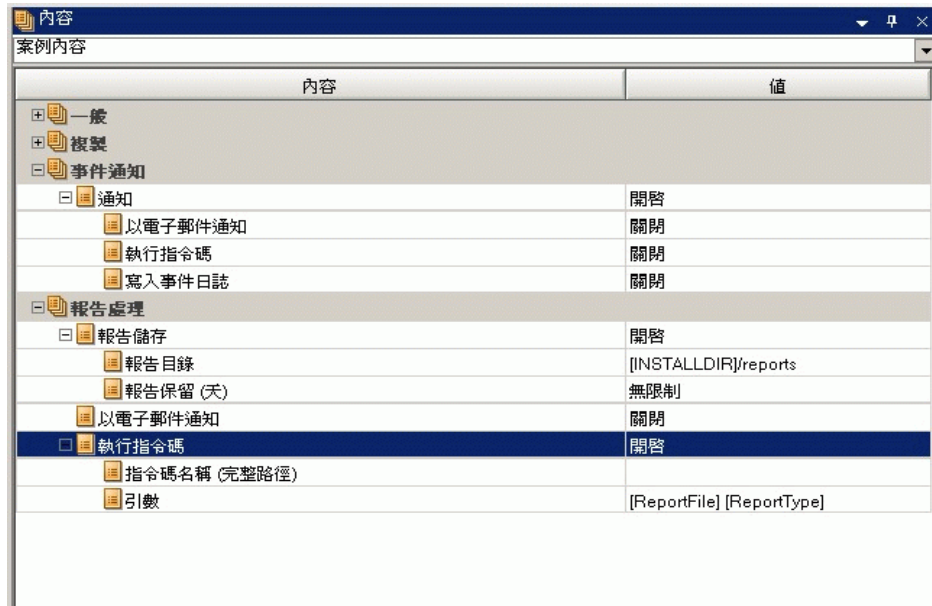 內容
案例內容
內容 值
一般
複製
事件通知
通知 開啓
以電子郵件通知 關閉
執行指令碼 關閉
寫入事件日誌 關閉
報告處理
報告儲存 開啓
報告目錄 [INSTALLDIR]/reports
報告保留 (天) 無限制
以電子郵件通知 關閉
執行指令碼 開啓
指令碼名稱 (完整路徑)
引數 [ReportFile] [ReportType]